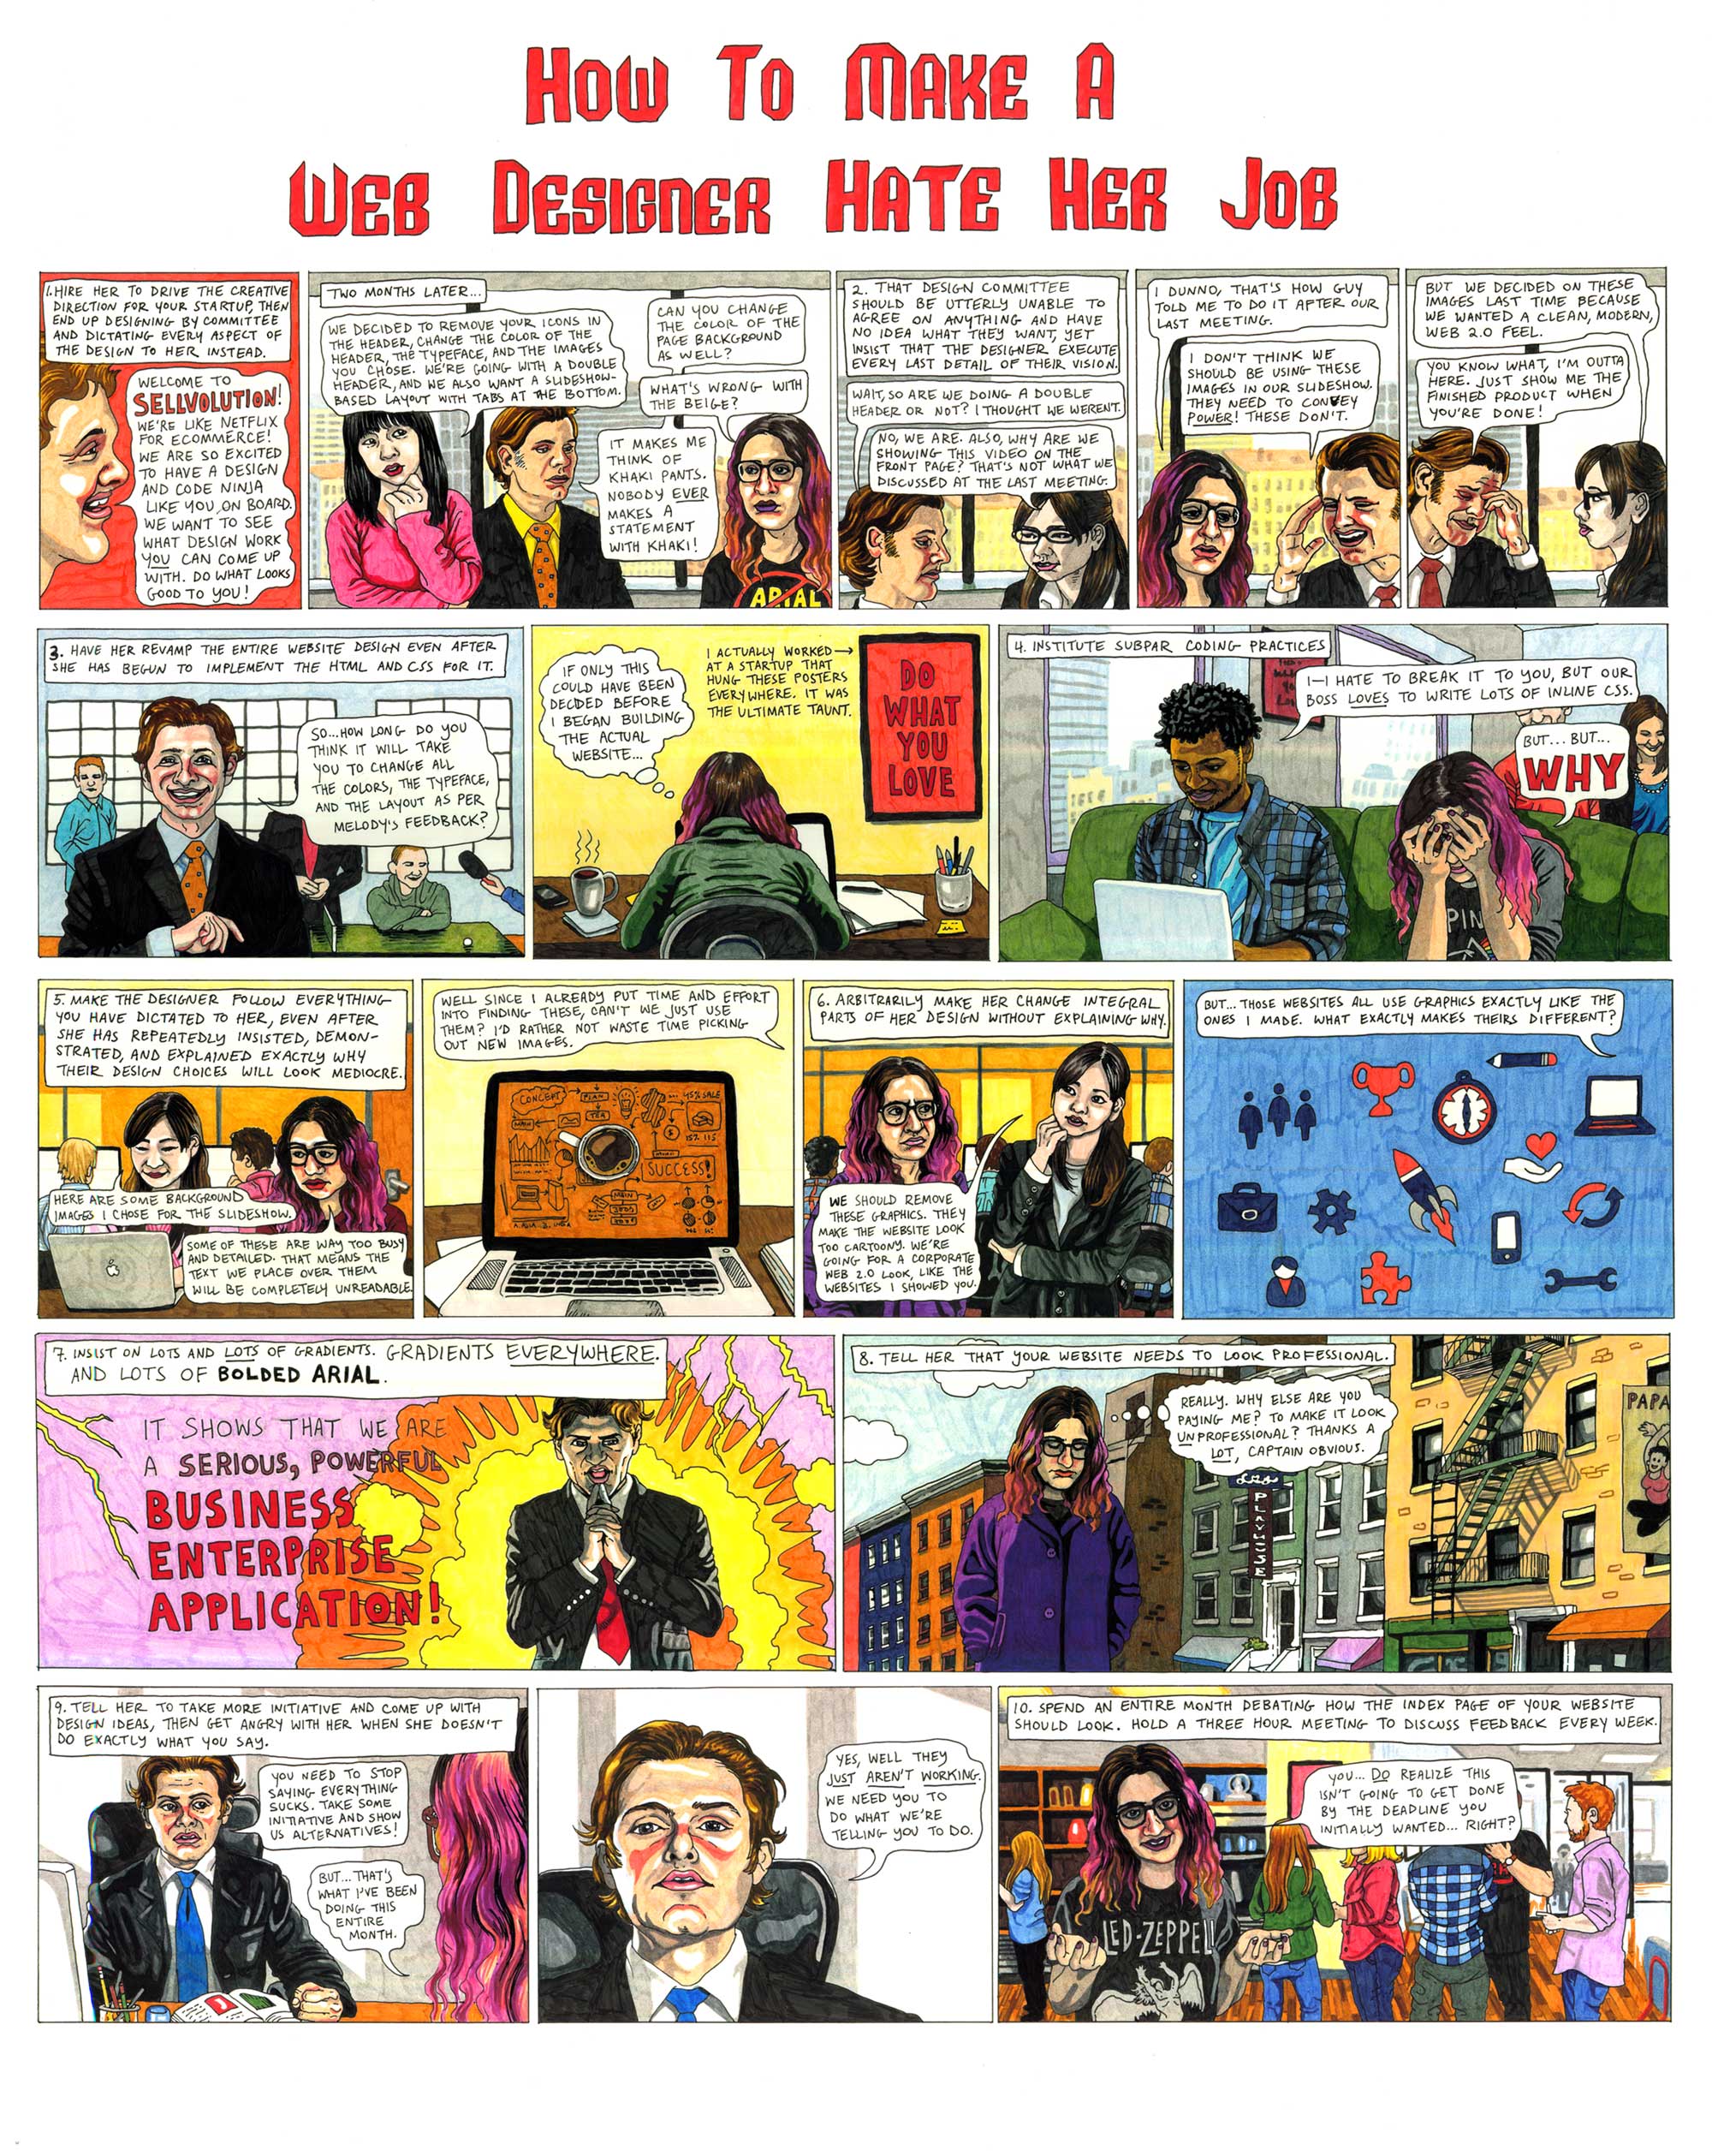 HOW TO MAKE A
WEB DESIGNER HATE HER JOB
1. HIRE HER TO DRIVE THE CREATIVE
DIRECTION FOR YOUR STARTUP, THEN
END UP DESIGNING BY COMMITTEE
AND DICTATING EVERY ASPECT OF
THE DESIGN TO HER INSTEAD.
WELCOME TO
SELLVOLUTION!
WE'RE LIKE NETFLIX
FOR ECOMMERCE!
WE ARE SO EXCITED
TO HAVE A DESIGN
AND CODE NINJA
LIKE YOU ON BOARD.
WE WANT TO SEE
WHAT DESIGN WORK
YOU CAN COME UP
WITH. DO WHAT LOOKS
GOOD TO YOU!
TWO MONTHS LATER...
WE DECIDED TO REMOVE YOUR ICONS IN
THE HEADER, CHANGE THE COLOR OF THE
HEADER, THE TYPEFACE, AND THE IMAGES
YOU CHOSE. WE'RE GOING WITH A DOUBLE
HEADER, AND WE ALSO WANT A SLIDESHOW-
BASED LAYOUT WITH TABS AT THE BOTTOM.
CAN YOU CHANGE
THE COLOR OF THE
PAGE BACKGROUND
AS WELL?
WHAT'S WRONG WITH
THE BEIGE?
IT MAKES ME
THINK OF
KHAKI PANTS.
NOBODY EVER
MAKES A
STATEMENT
WITH KHAKI!
ARIAL
2. THAT DESIGN COMMITTEE
SHOULD BE UTTERLY UNABLE TO
AGREE ON ANYTHING AND HAVE
NO IDEA WHAT THEY WANT, YET
INSIST THAT THE DESIGNER EXECUTE
EVERY LAST DETAIL OF THEIR VISION.
WAIT, SO ARE WE DOING A DOUBLE
HEADER OR NOT? I THOUGHT WE WEREN'T.
NO, WE ARE. ALSO, WHY ARE WE
SHOWING THIS VIDEO ON THE
FRONT PAGE? THAT'S NOT WHAT WE
DISCUSSED AT THE LAST MEETING.
I DUNNO, THAT'S HOW GUY
TOLD ME TO DO IT AFTER OUR
LAST MEETING.
I DON'T THINK WE
SHOULD BE USING THESE
IMAGES IN OUR SLIDESHOW.
THEY NEED TO CONVEY
POWER! THESE DON'T.
BUT WE DECIDED ON THESE
IMAGES LAST TIME BECAUSE
WE WANTED A CLEAN, MODERN,
WEB 2.0 FEEL.
YOU KNOW WHAT, I'M OUTTA
HERE. JUST SHOW ME THE
FINISHED PRODUCT WHEN
YOU'RE DONE!
3. HAVE HER REVAMP THE ENTIRE WEBSITE DESIGN EVEN AFTER
SHE HAS BEGUN TO IMPLEMENT THE HTML AND CSS FOR IT.
SO...HOW LONG DO YOU
THINK IT WILL TAKE
YOU TO CHANGE ALL
THE COLORS, THE TYPEFACE,
AND THE LAYOUT AS PER
MELODY'S FEEDBACK?
IF ONLY THIS
COULD HAVE BEEN
DECIDED BEFORE
I BEGAN BUILDING
THE ACTUAL
WEBSITE...
I ACTUALLY WORKED
AT A STARTUP THAT
HUNG THESE POSTERS
EVERYWHERE. IT WAS
THE ULTIMATE TAUNT.
DO
WHAT
YOU
LOVE
4. INSTITUTE SUBPAR CODING PRACTICES
I-I HATE TO BREAK IT TO YOU, BUT OUR
BOSS LOVES TO WRITE LOTS OF INLINE CSS.
BUT... BUT...
WHY
PIN
5. MAKE THE DESIGNER FOLLOW EVERYTHING
YOU HAVE DICTATED TO HER, EVEN AFTER
SHE HAS REPEATEDLY INSISTED, DEMON-
STRATED, AND EXPLAINED EXACTLY WHY
THEIR DESIGN CHOICES WILL LOOK MEDIOCRE.
HERE ARE SOME BACKGROUND
IMAGES I CHOSE FOR THE SLIDESHOW.
SOME OF THESE ARE WAY TOO BUSY
AND DETAILED. THAT MEANS THE
TEXT WE PLACE OVER THEM
WILL BE COMPLETELY UNREADABLE.
WELL SINCE I ALREADY PUT TIME AND EFFORT
INTO FINDING THESE, CAN'T WE JUST USE
THEM? I'D RATHER NOT WASTE TIME PICKING
OUT NEW IMAGES.
CONCEPT
PLAN
45% SALE
SUCCESS!
MAIN
6. ARBITRARILY MAKE HER CHANGE INTEGRAL
PARTS OF HER DESIGN WITHOUT EXPLAINING WHY.
WE SHOULD REMOVE
THESE GRAPHICS. THEY
MAKE THE WEBSITE LOOK
TOO CARTOONY. WE'RE
GOING FOR A CORPORATE
WEB 2.0 LOOK, LIKE THE
WEBSITES I SHOWED YOU.
BUT... THOSE WEBSITES ALL USE GRAPHICS EXACTLY LIKE THE
ONES I MADE. WHAT EXACTLY MAKES THEIRS DIFFERENT?
7. INSIST ON LOTS AND LOTS OF GRADIENTS. GRADIENTS EVERYWHERE.
AND LOTS OF BOLDED ARIAL.
IT SHOWS THAT WE ARE
A SERIOUS, POWERFUL
BUSINESS
ENTERPRISE
APPLICATION!
8. TELL HER THAT YOUR WEBSITE NEEDS TO LOOK PROFESSIONAL.
REALLY. WHY ELSE ARE YOU
PAYING ME? TO MAKE IT LOOK
UNPROFESSIONAL? THANKS A
LOT, CAPTAIN OBVIOUS.
PAPA
9. TELL HER TO TAKE MORE INITIATIVE AND COME UP WITH
DESIGN IDEAS, THEN GET ANGRY WITH HER WHEN SHE DOESN'T
DO EXACTLY WHAT YOU SAY.
YOU NEED TO STOP
SAYING EVERYTHING
SUCKS. TAKE SOME
INITIATIVE AND SHOW
US ALTERNATIVES!
BUT... THAT'S
WHAT I'VE BEEN
DOING THIS
ENTIRE
MONTH.
YES, WELL THEY
JUST AREN'T WORKING.
WE NEED YOU TO
DO WHAT WE'RE
TELLING YOU TO DO.
10. SPEND AN ENTIRE MONTH DEBATING HOW THE INDEX PAGE OF YOUR WEBSITE
SHOULD LOOK. HOLD A THREE HOUR MEETING TO DISCUSS FEEDBACK EVERY WEEK.
YOU... DO REALIZE THIS
ISN'T GOING TO GET DONE
BY THE DEADLINE YOU
INITIALLY WANTED... RIGHT?
LED-ZEPPELI